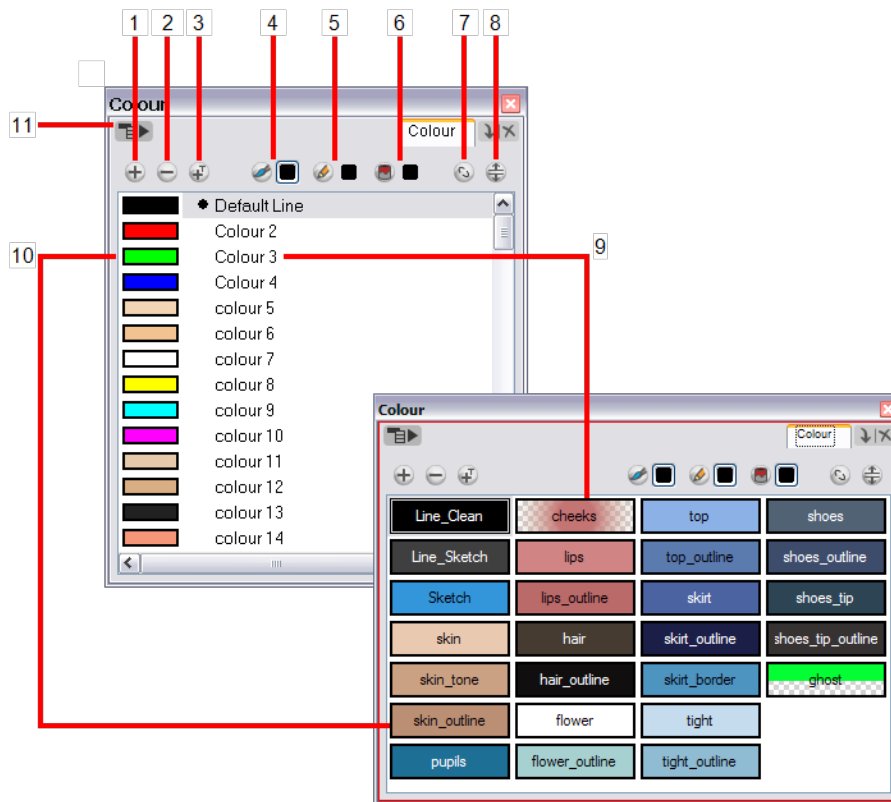 1 2 3 4 5 6 7 8
Colour
11
Colour
Default Line
Colour 2
10
Colour 3
9
Colour 4
colour 5
colour 6
colour 7
colour 8
colour 9
colour 10
colour 11
colour 12
colour 13
colour 14
Colour
Colour
Line_Clean cheeks top shoes
Line_Sketch lips top_outline shoes_outline
Sketch lips_outline skirt shoes_tip
skin hair skirt_outline shoes_tip_outline
skin_tone hair_outline skirt_border ghost
skin_outline flower tight
pupils flower_outline tight_outline